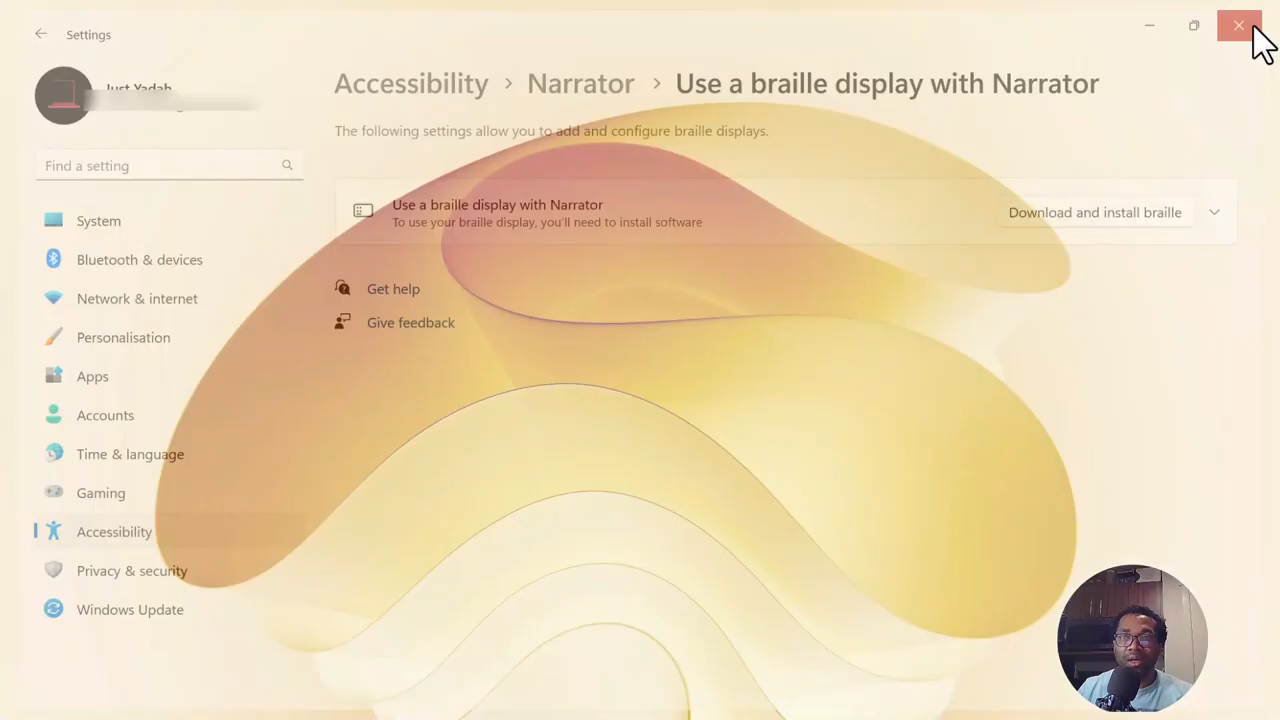 Settings
Just Yadah
Accessibility > Narrator > Use a braille display with Narrator
The following settings allow you to add and configure braille displays.
Find a setting
Use a braille display with Narrator
To use your braille display, you'll need to install software
Download and install braille
System
Bluetooth & devices
Network & internet
Personalisation
Apps
Accounts
Time & language
Gaming
Accessibility
Privacy & security
Windows Update
Get help
Give feedback